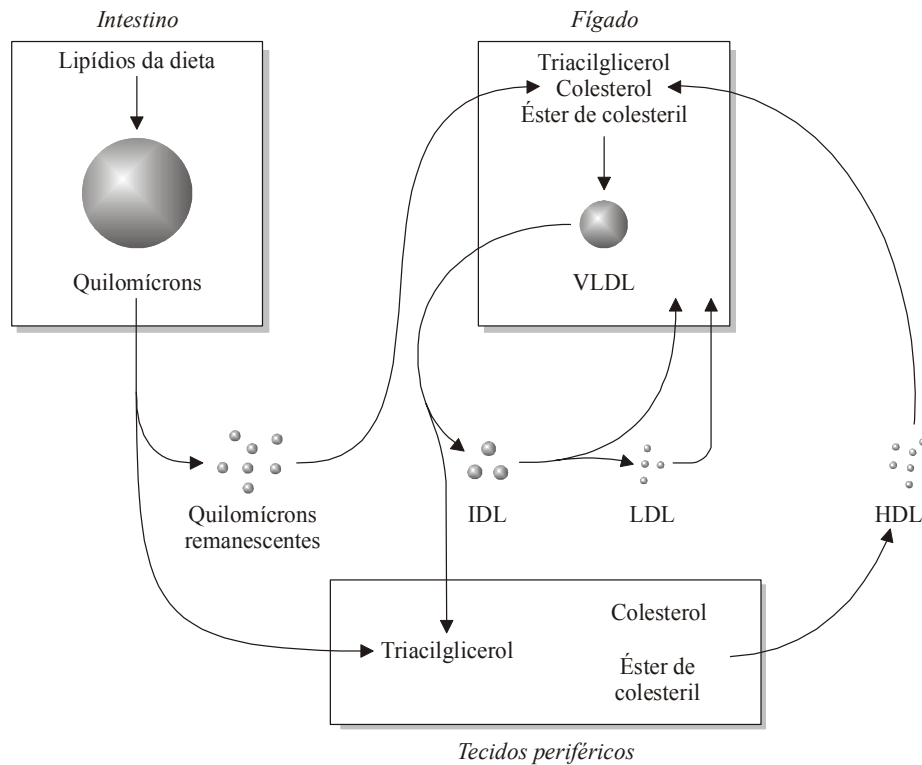 Intestino
Lipídios da dieta
Quilomícrons
Fígado
Triacilglicerol
Colesterol
Éster de colesteril
VLDL
Quilomícrons
remanescentes
IDL
LDL
HDL
Colesterol
Triacilglicerol
Éster de
colesteril
Tecidos periféricos